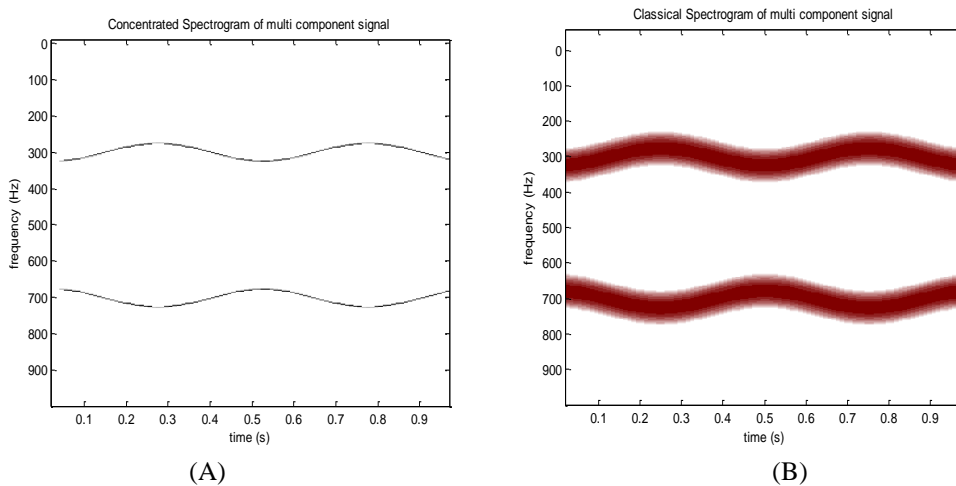 Concentrated Spectrogram of multi component signal
0
100
200
300
400
500
600
700
800
900
frequency (Hz)
0.1 0.2 0.3 0.4 0.5 0.6 0.7 0.8 0.9
time (s)
(A)
Classical Spectrogram of multi component signal
0
100
200
300
400
500
600
700
800
900
frequency (Hz)
0.1 0.2 0.3 0.4 0.5 0.6 0.7 0.8 0.9
time (s)
(B)